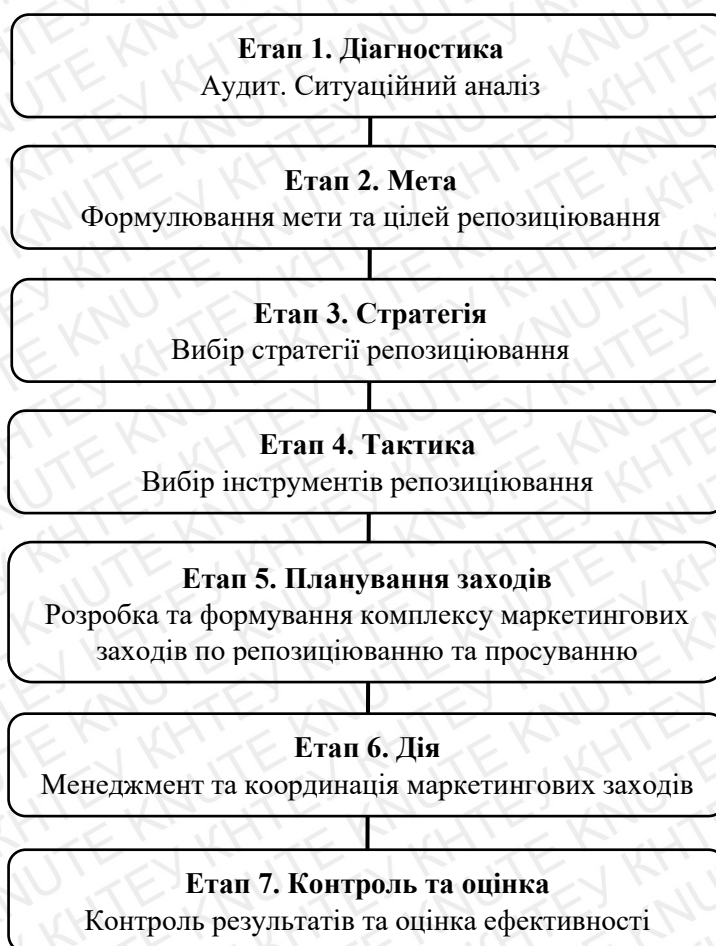 Етап 1. Діагностика
Аудит. Ситуаційний аналіз
Етап 2. Мета
Формулювання мети та цілей репозиціювання
Етап 3. Стратегія
Вибір стратегії репозиціювання
Етап 4. Тактика
Вибір інструментів репозиціювання
Етап 5. Планування заходів
Розробка та формування комплексу маркетингових
заходів по репозиціюванню та просуванню
Етап 6. Дія
Менеджмент та координація маркетингових заходів
Етап 7. Контроль та оцінка
Контроль результатів та оцінка ефективності